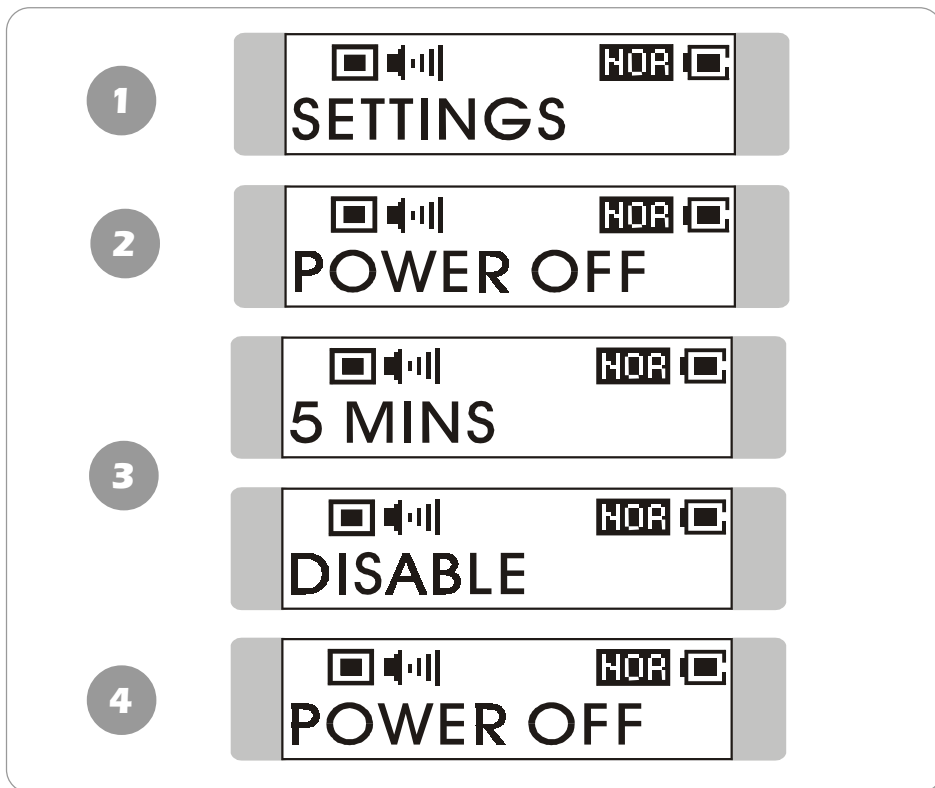 1
NOR
SETTINGS
2
NOR
POWER OFF
3
NOR
5 MINS
NOR
DISABLE
4
NOR
POWER OFF